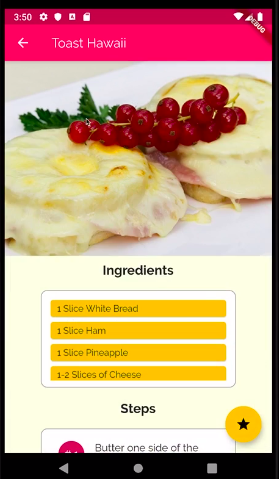 3:50
DEBUG
Toast Hawaii
Ingredients
1 Slice White Bread
1 Slice Ham
1 Slice Pineapple
1-2 Slices of Cheese
Steps
# 1
Butter one side of the